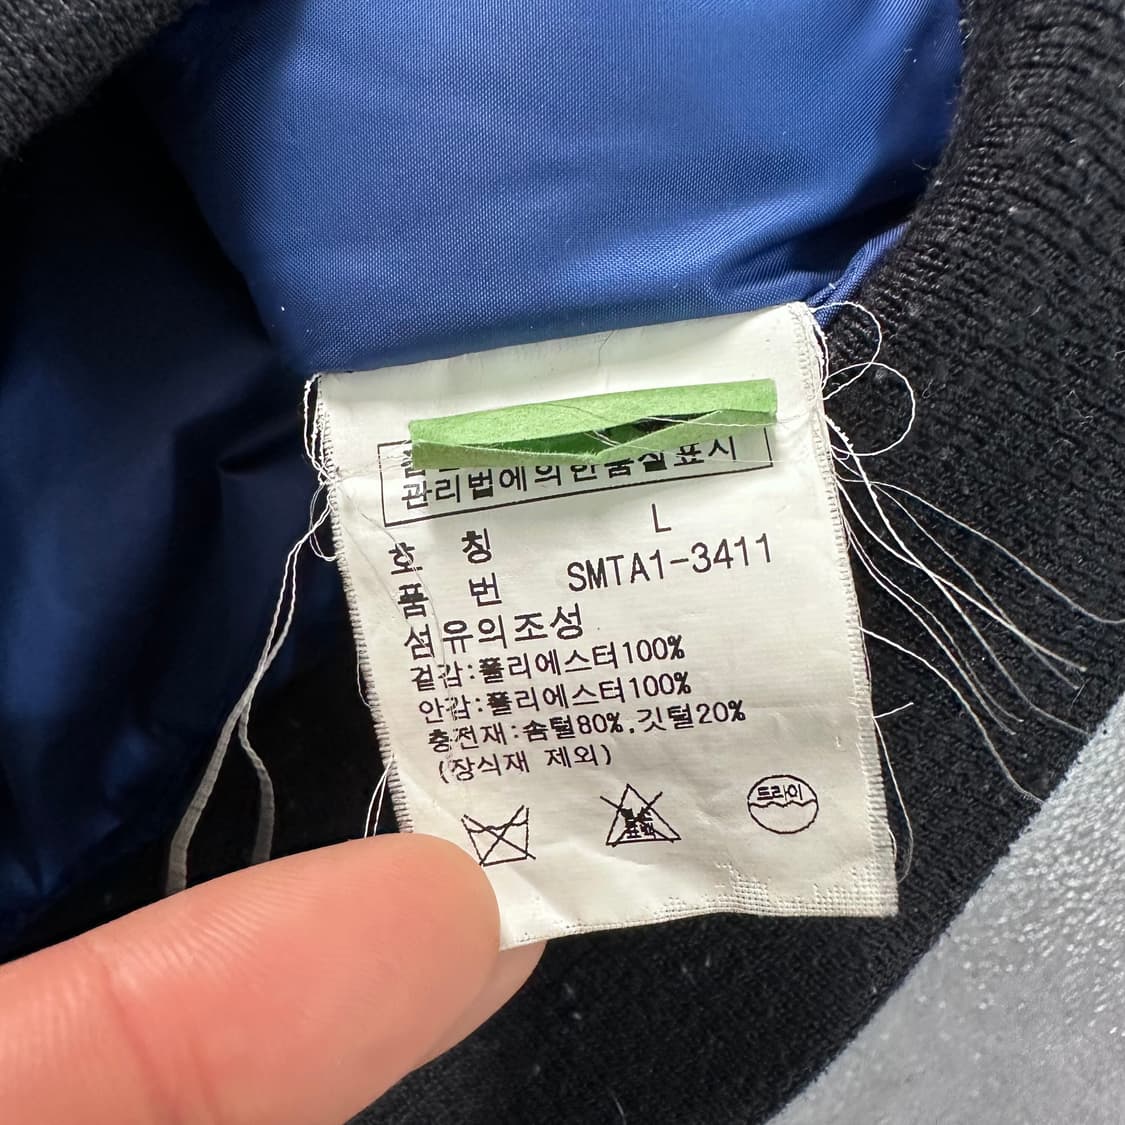 관리법에의한품질표시
호 칭 L
품 번 SMTA1-3411
섬유의조성
겉감:폴리에스터100%
안감:폴리에스터100%
충전재:솜털80%,깃털20%
(장식재 제외)
드라이